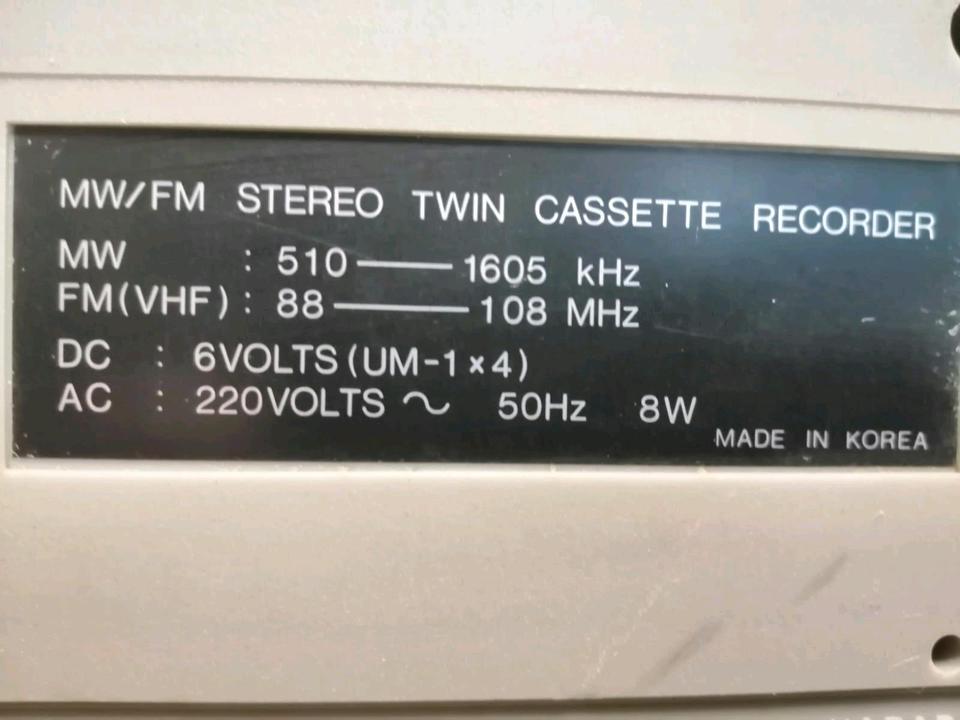 MW/FM STEREO TWIN CASSETTE RECORDER
MW : 510 —— 1605 kHz
FM(VHF) : 88 —— 108 MHz
DC : 6VOLTS (UM-1×4)
AC : 220VOLTS ~ 50Hz 8W
MADE IN KOREA